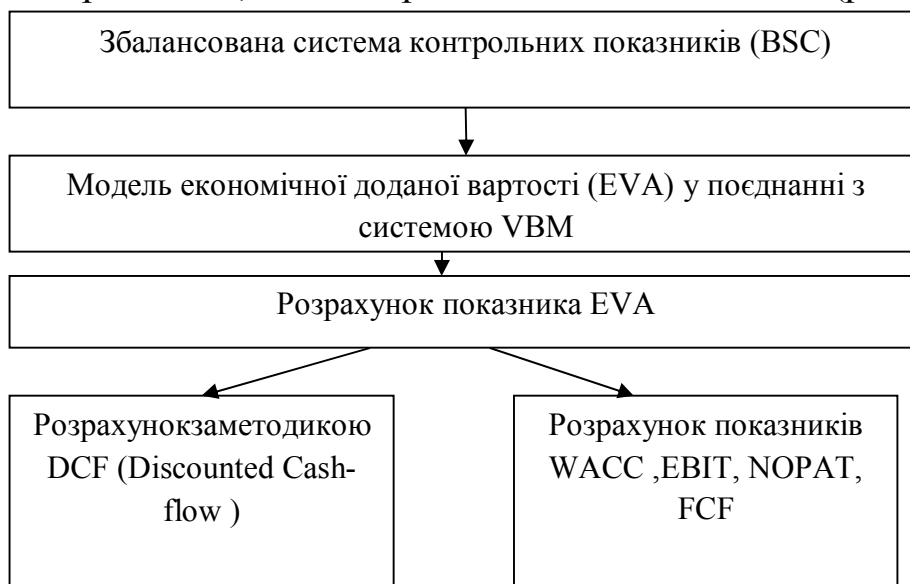 Збалансована система контрольних показників (BSC)
Модель економічної доданої вартості (EVA) у поєднанні з
системою VBM
Розрахунок показника EVA
Розрахунокзаметодикою
DCF (Discounted Cash-
flow )
Розрахунок показників
WACC ,EBIT, NOPAT,
FCF